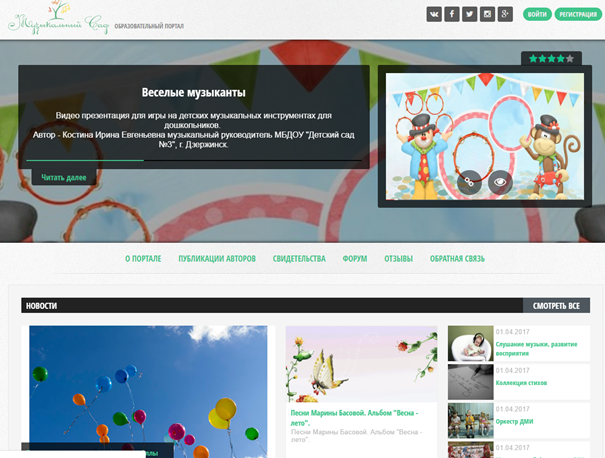 Музыкальный Сад
ОБРАЗОВАТЕЛЬНЫЙ ПОРТАЛ
ВОЙТИ
РЕГИСТРАЦИЯ
Веселые музыканты
Видео презентация для игры на детских музыкальных инструментах для
дошкольников.
Автор - Костина Ирина Евгеньевна музыкальный руководитель МБДОУ "Детский сад
№3", г. Дзержинск.
Читать далее
О ПОРТАЛЕ
ПУБЛИКАЦИИ АВТОРОВ
СВИДЕТЕЛЬСТВА
ФОРУМ
ОТЗЫВЫ
ОБРАТНАЯ СВЯЗЬ
НОВОСТИ
СМОТРЕТЬ ВСЕ
Песни Марины Басовой. Альбом "Весна -
лето".
Песни Марины Басовой. Альбом "Весна -
лето"
01.04.2017
Слушание музыки, развитие
восприятия
01.04.2017
Коллекция стихов
01.04.2017
Оркестр ДМИ
01.04.2017